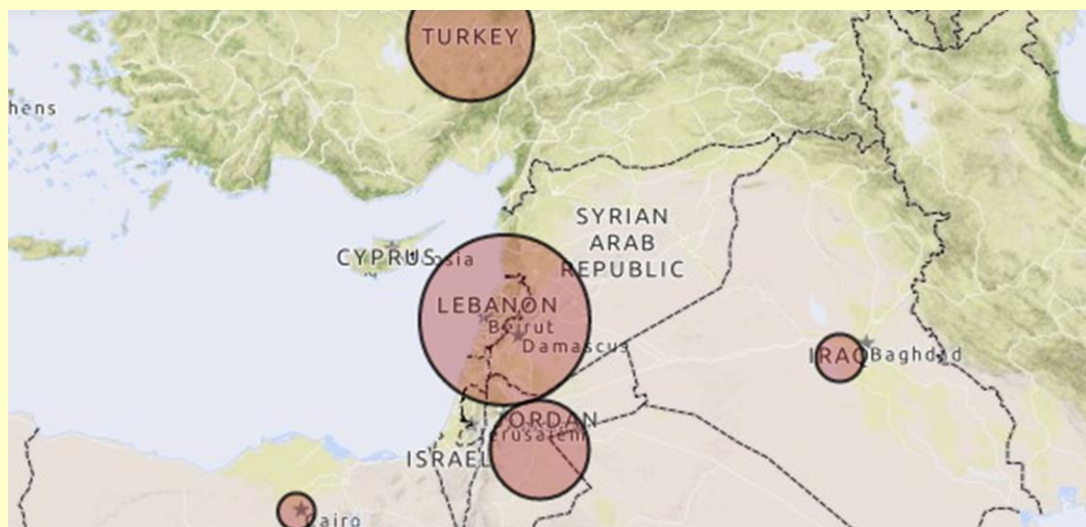 TURKEY
hens
SYRIAN
ARAB
REPUBLIC
CYPRUS
LEBANON
Beirut
Damascus
IRAQ
Baghdad
JORDAN
Jerusalem
ISRAEL
Cairo